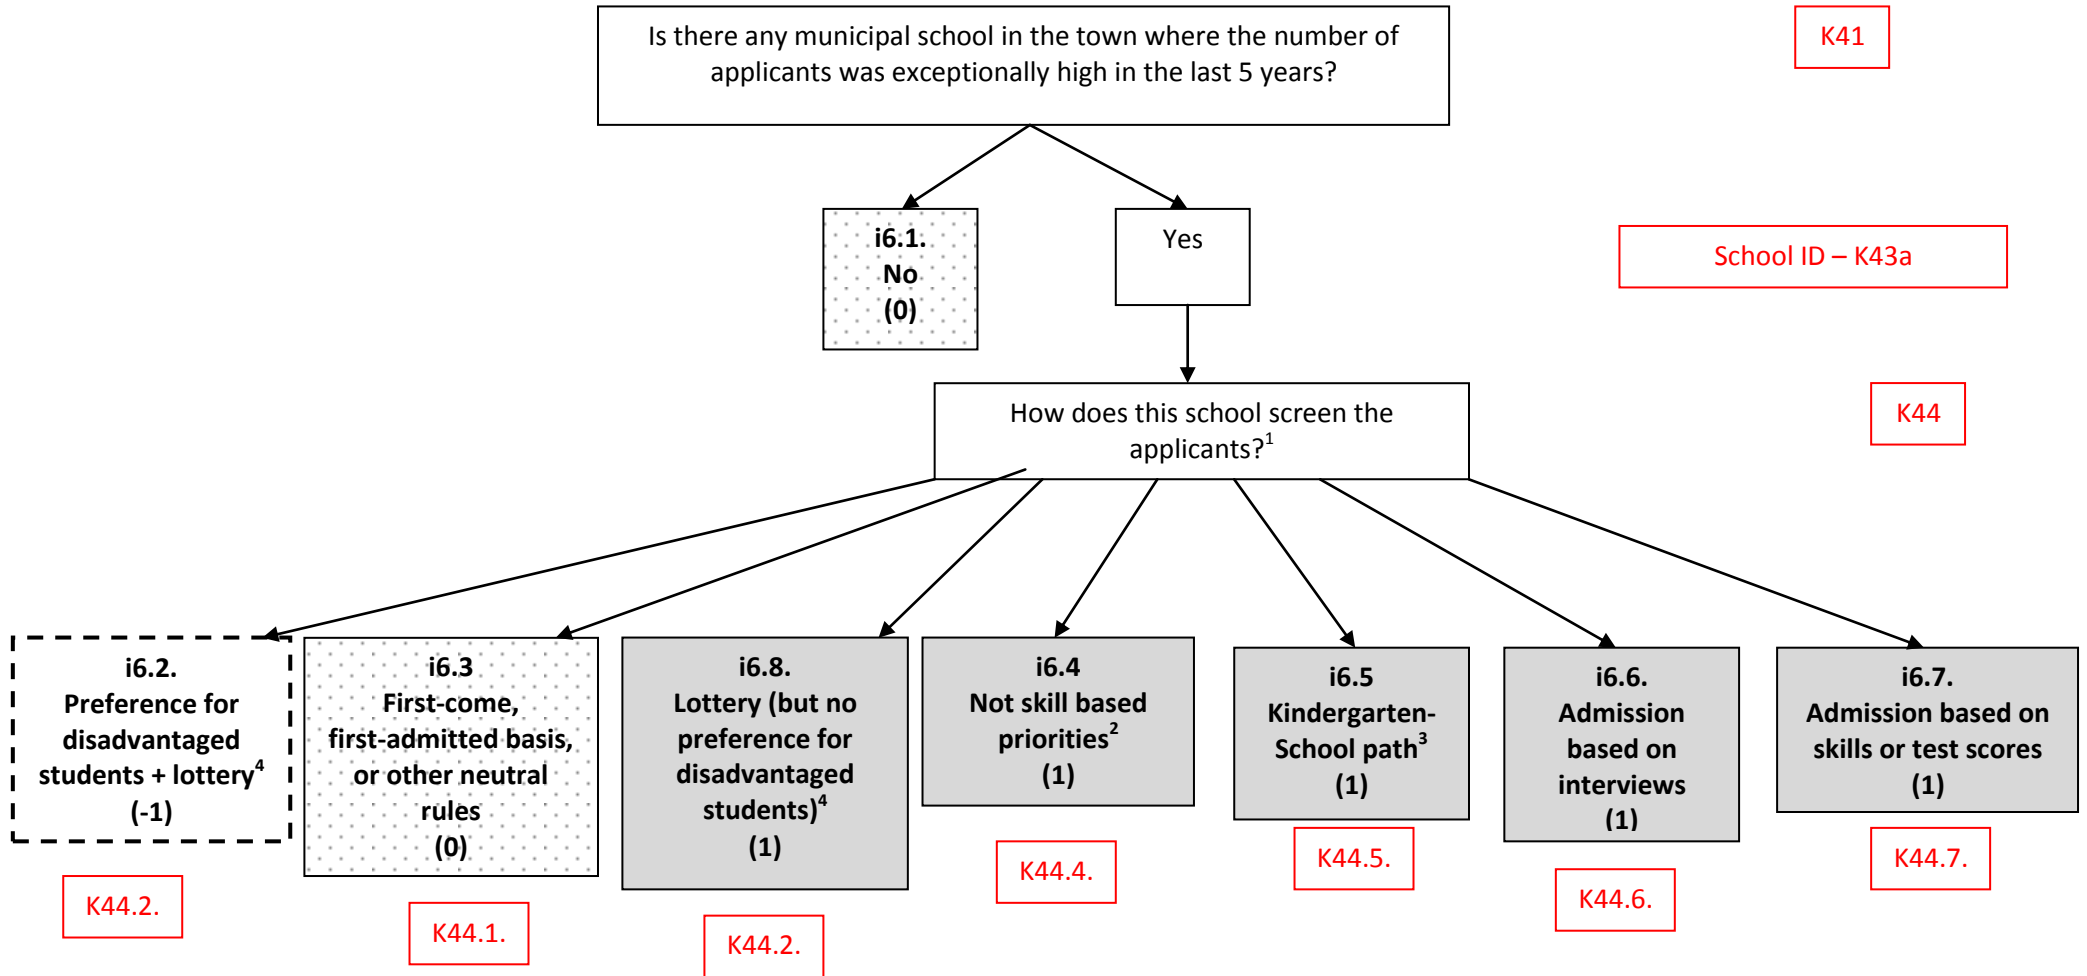 Is there any municipal school in the town where the number of
applicants was exceptionally high in the last 5 years?
K41
i6.1.
No
(0)
Yes
School ID – K43a
How does this school screen the
applicants?1
K44
i6.2.
Preference for
disadvantaged
students + lottery4
(-1)
i6.3
First-come,
first-admitted basis,
or other neutral
rules
(0)
i6.8.
Lottery (but no
preference for
disadvantaged
students)4
(1)
i6.4
Not skill based
priorities2
(1)
i6.5
Kindergarten-
School path3
(1)
i6.6.
Admission
based on
interviews
(1)
i6.7.
Admission based on
skills or test scores
(1)
K44.2.
K44.1.
K44.2.
K44.4.
K44.5.
K44.6.
K44.7.